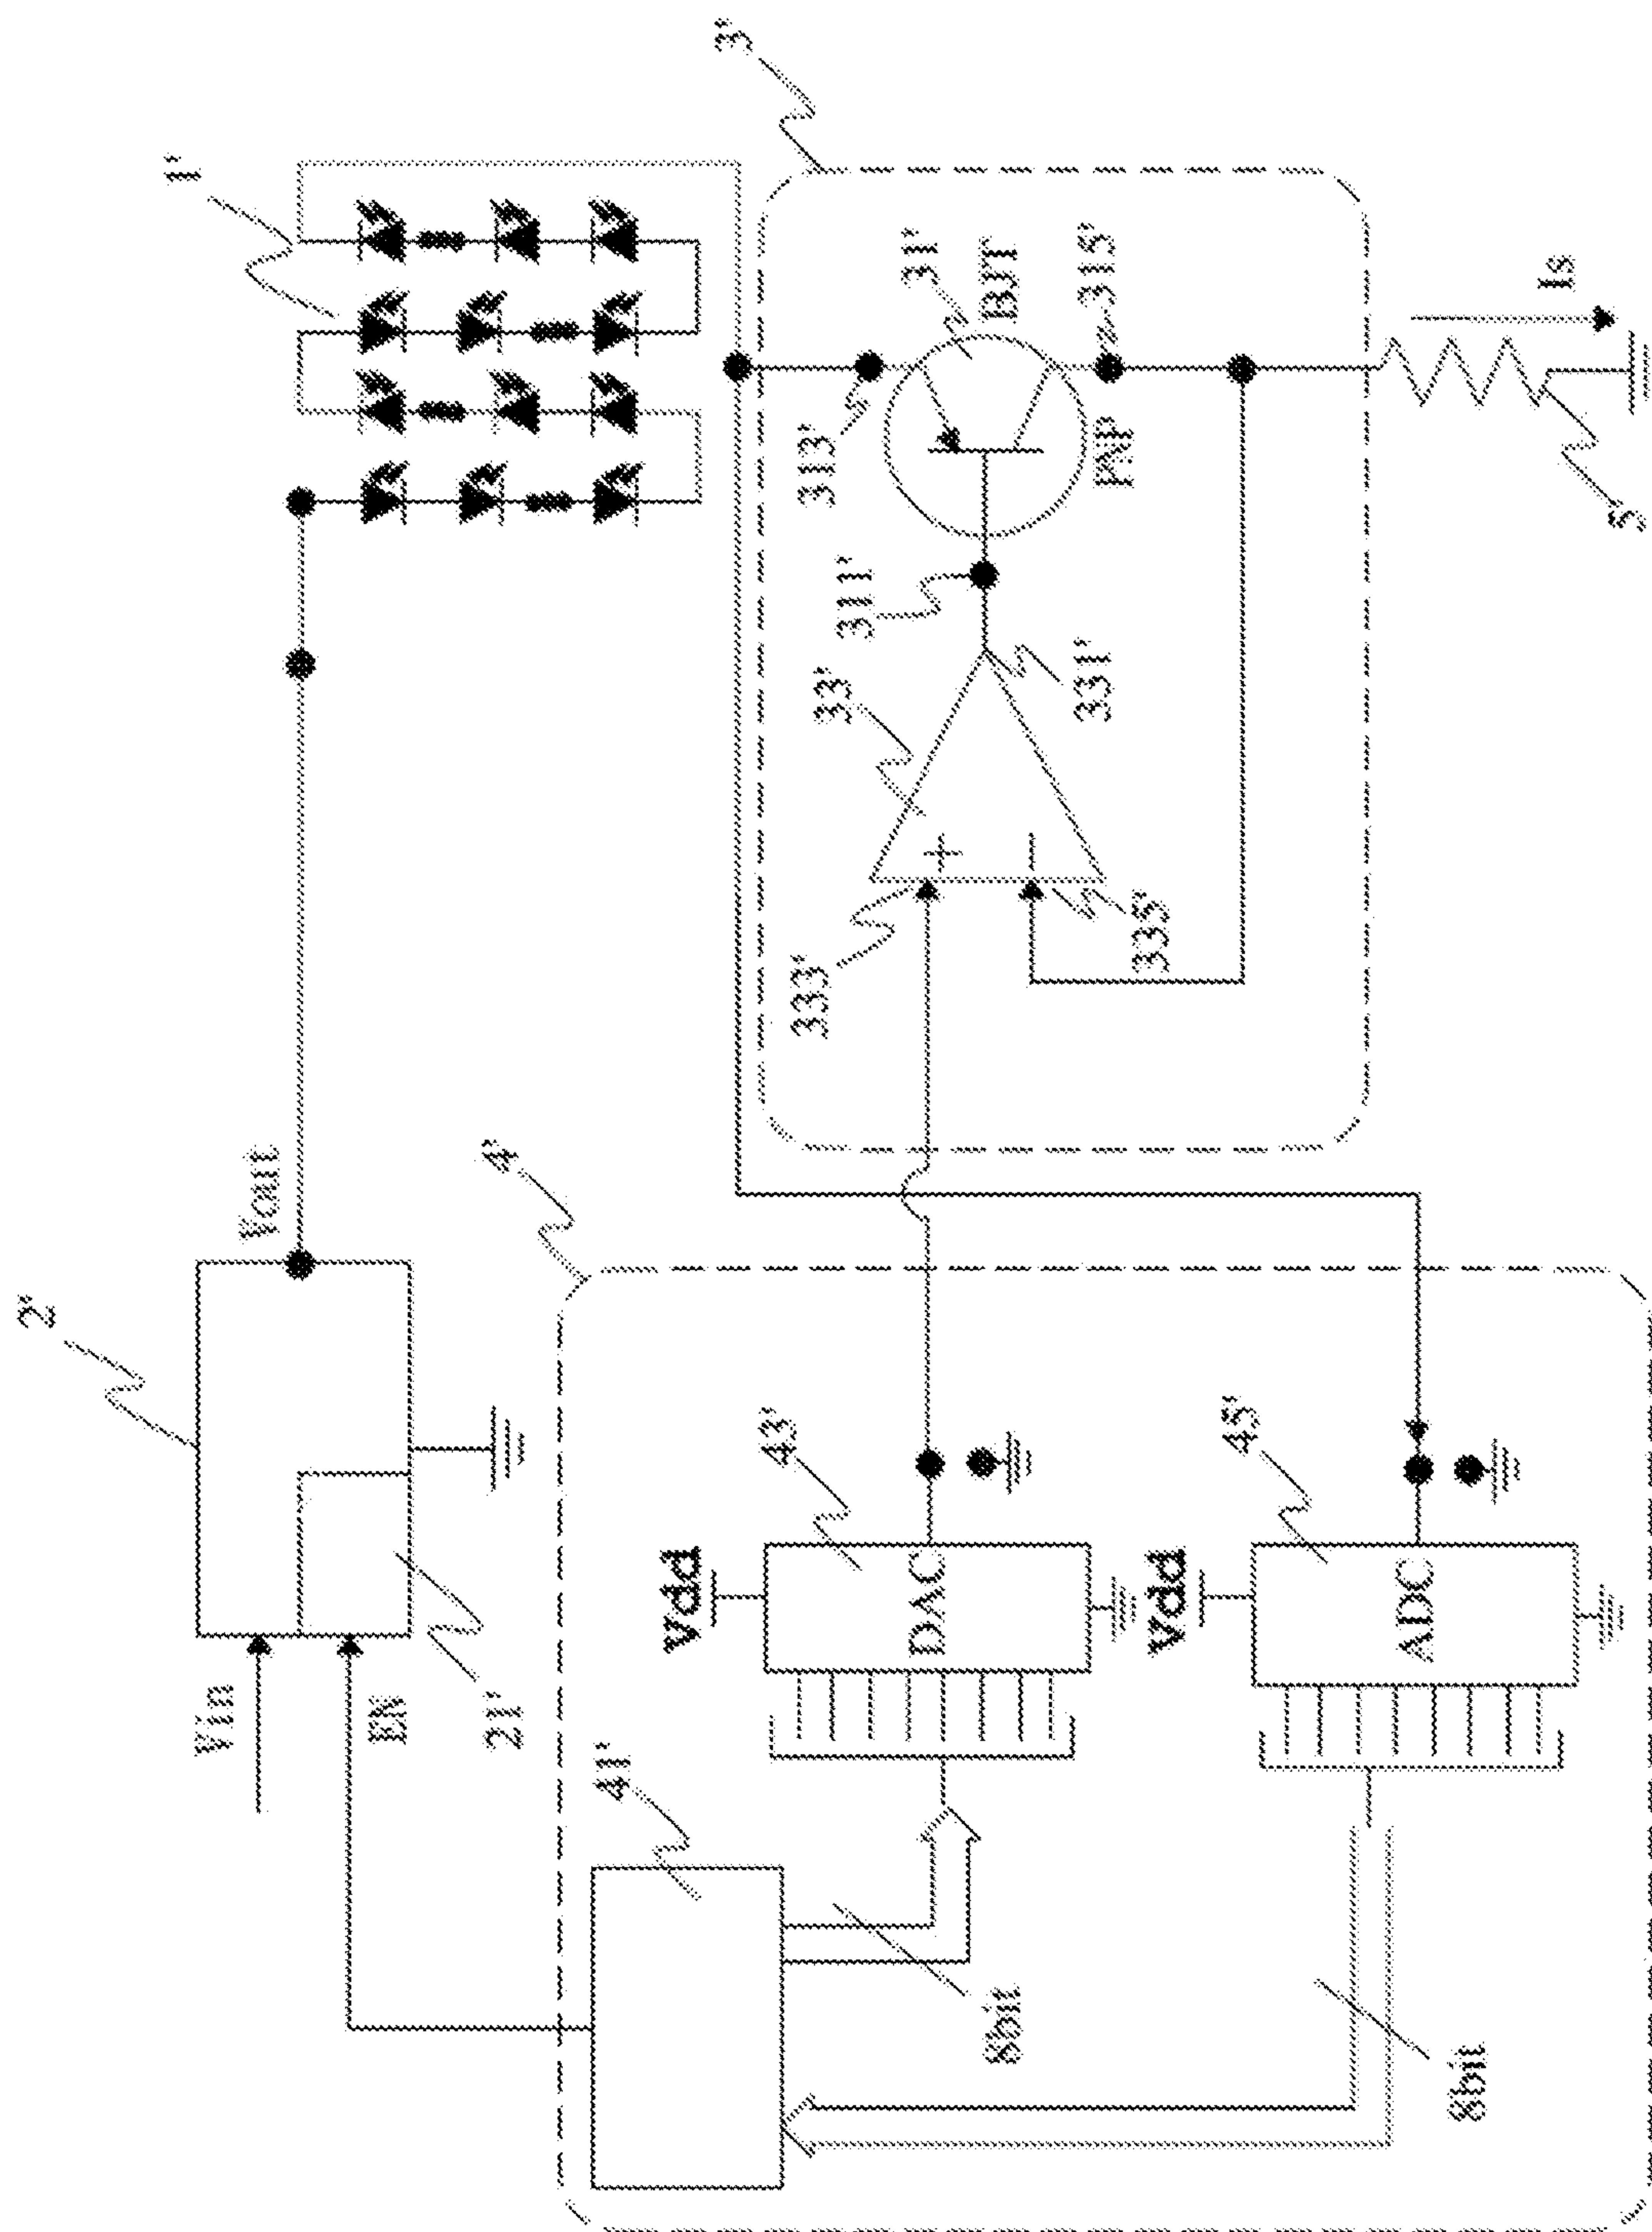 2'
Vin
EN
21'
Vout
1'
3'
4'
41'
8bit
8bit
Vdd
DAC
43'
Vdd
ADC
45'
333'
335'
33'
+
−
331'
311'
313'
31'
BJT
PNP
315'
Is
5'